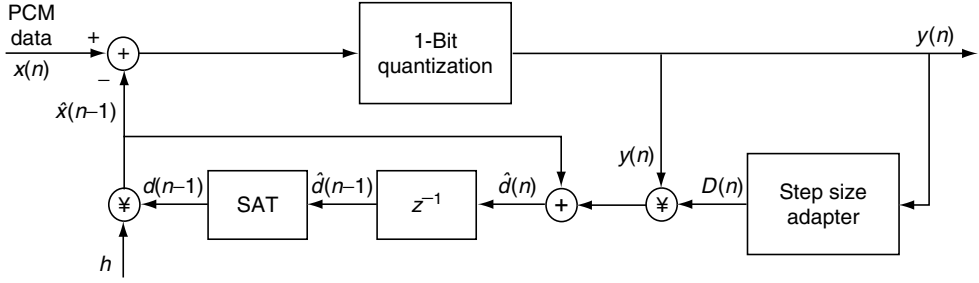 PCM
data
x(n)
+
+
–
1-Bit
quantization
y(n)
x̂(n–1)
y(n)
¥
d(n–1)
SAT
d̂(n–1)
z⁻¹
d̂(n)
+
¥
D(n)
Step size
adapter
h